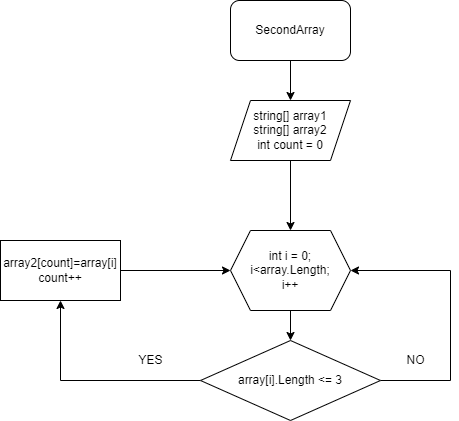 SecondArray
string[] array1
string[] array2
int count = 0
int i = 0;
i<array.Length;
i++
array2[count]=array[i]
count++
YES
NO
array[i].Length <= 3